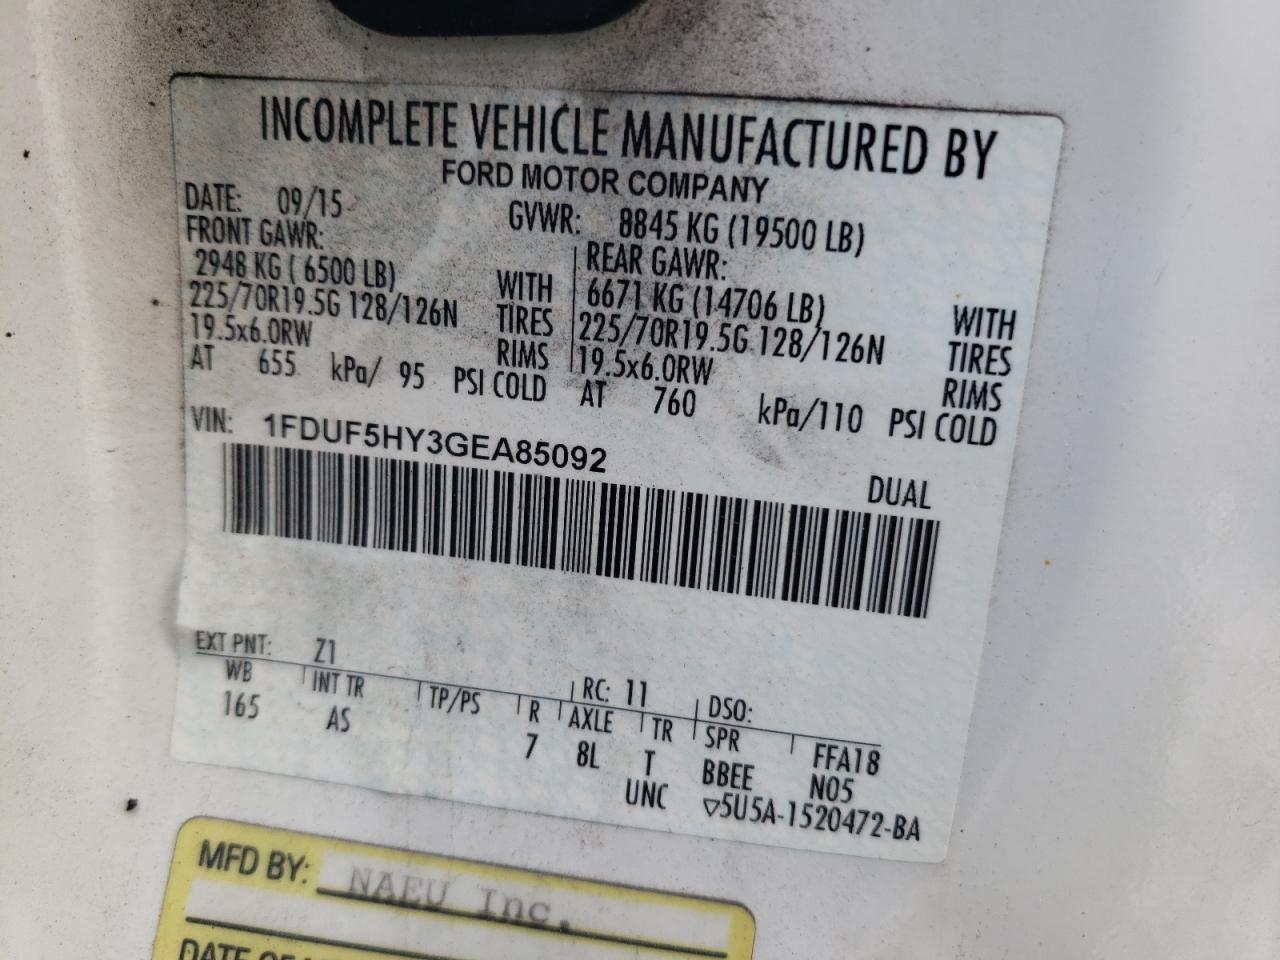 INCOMPLETE VEHICLE MANUFACTURED BY
FORD MOTOR COMPANY
DATE: 09/15 GVWR: 8845 KG (19500 LB)
FRONT GAWR: REAR GAWR:
2948 KG ( 6500 LB) WITH 6671 KG (14706 LB) WITH
225/70R19.5G 128/126N TIRES 225/70R19.5G 128/126N TIRES
19.5x6.0RW RIMS 19.5x6.0RW RIMS
AT 655 kPa/ 95 PSI COLD AT 760 kPa/110 PSI COLD
VIN: 1FDUF5HY3GEA85092
DUAL
EXT PNT: Z1 RC: 11 DSO:
WB INT TR TP/PS R AXLE TR SPR FFA18
165 AS 7 8L T BBEE N05
UNC ▽5U5A-1520472-BA
MFD BY: NAEU Inc.